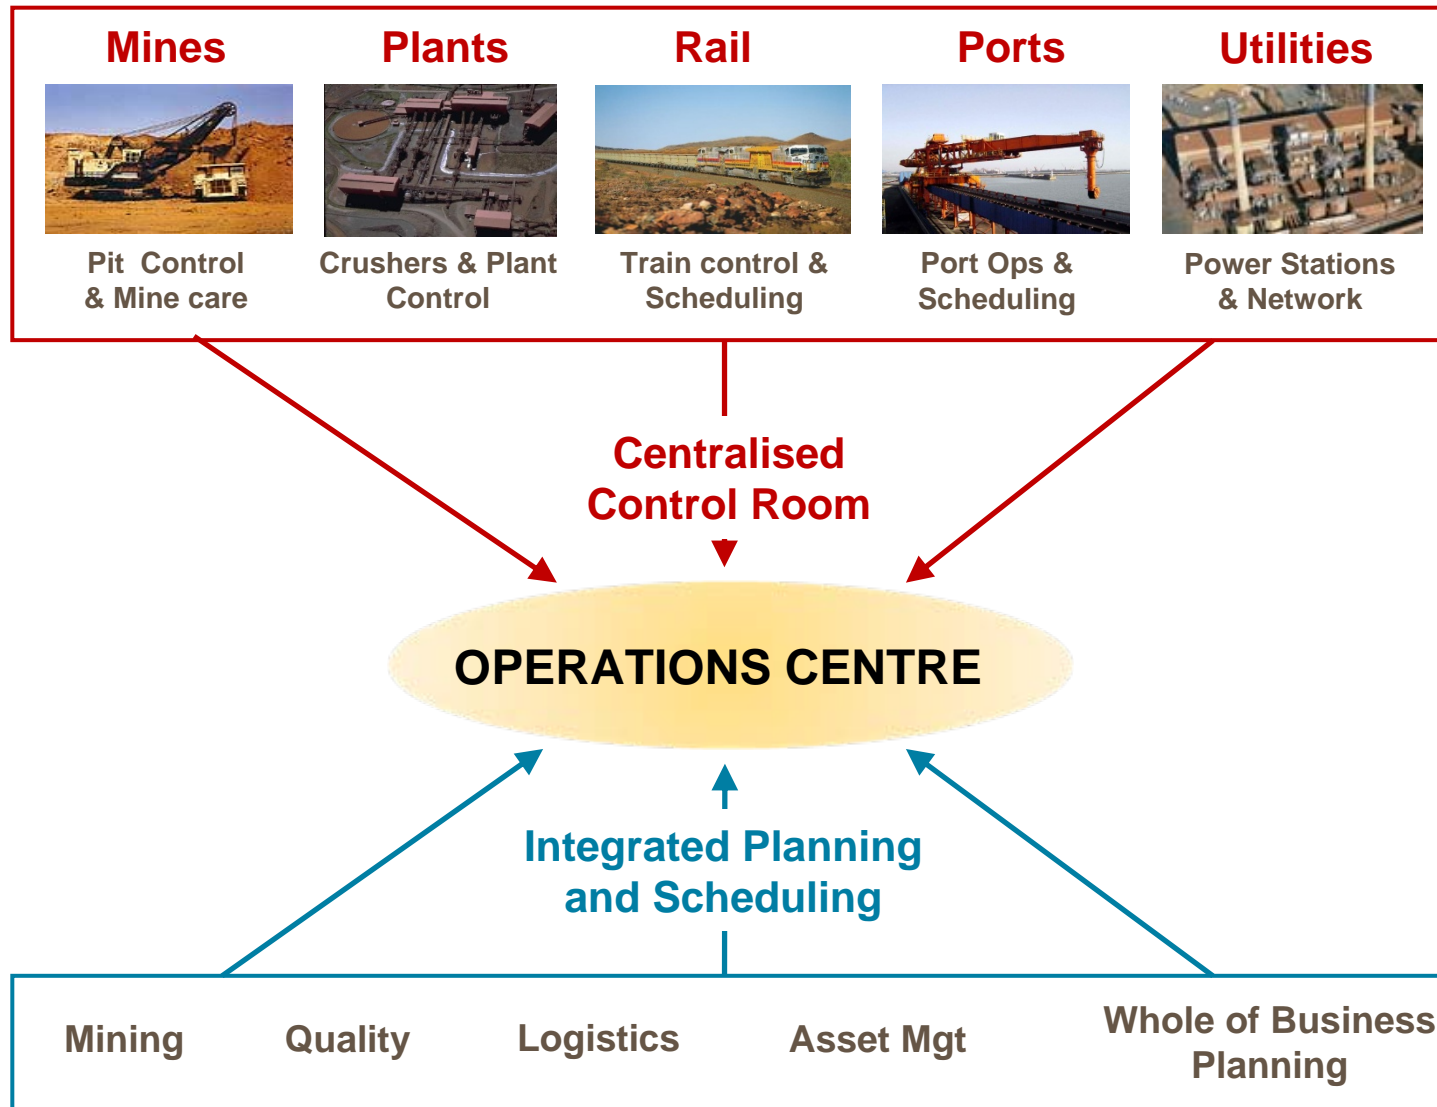 Mines
Plants
Rail
Ports
Utilities
Pit Control
& Mine care
Crushers & Plant
Control
Train control &
Scheduling
Port Ops &
Scheduling
Power Stations
& Network
Centralised
Control Room
OPERATIONS CENTRE
Integrated Planning
and Scheduling
Mining
Quality
Logistics
Asset Mgt
Whole of Business
Planning